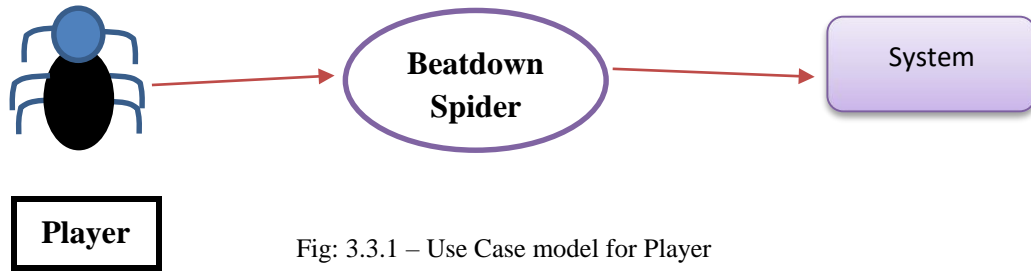 Beatdown
Spider
System
Player
Fig: 3.3.1 – Use Case model for Player